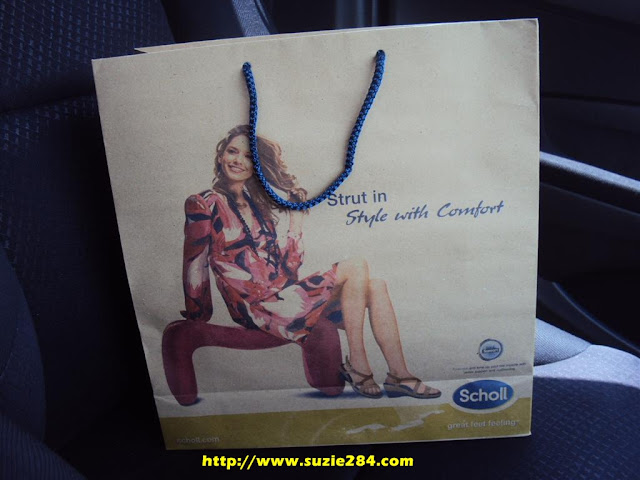 Strut in
Style with Comfort
Scholl
great feet feeling
scholl.com
http://www.suzie284.com